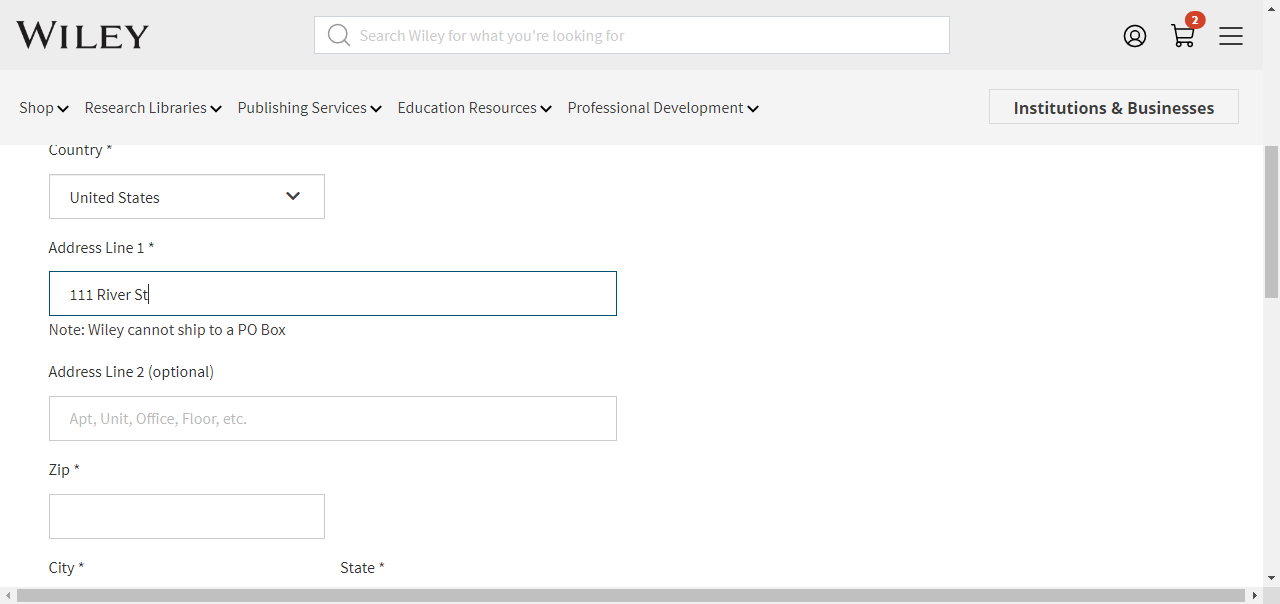 WILEY
Search Wiley for what you're looking for
2
Shop
Research Libraries
Publishing Services
Education Resources
Professional Development
Institutions & Businesses
Country *
United States
Address Line 1 *
111 River St
Note: Wiley cannot ship to a PO Box
Address Line 2 (optional)
Apt, Unit, Office, Floor, etc.
Zip *
City *
State *